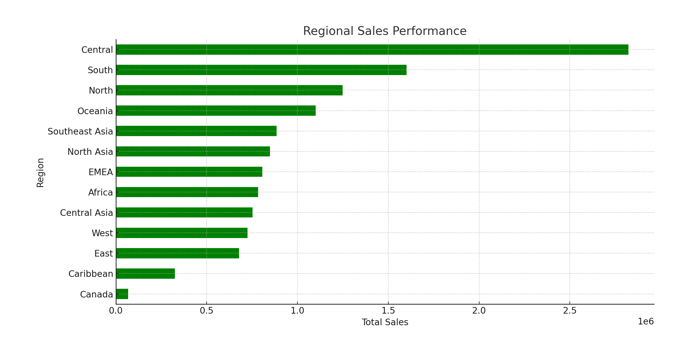 Regional Sales Performance
Central
South
North
Oceania
Southeast Asia
North Asia
EMEA
Africa
Central Asia
West
East
Caribbean
Canada
Region
0.0 0.5 1.0 1.5 2.0 2.5
1e6
Total Sales